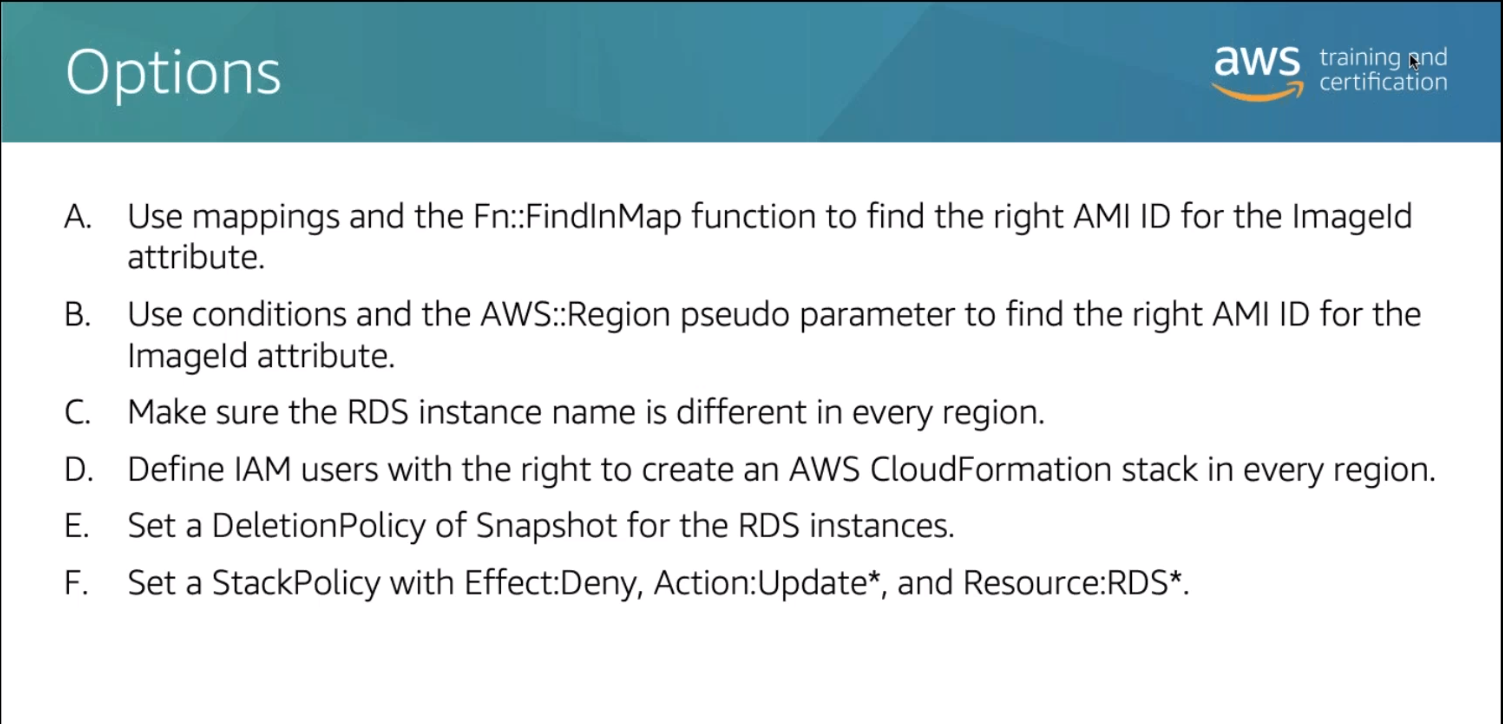 Options
aws training and
certification
A. Use mappings and the Fn::FindInMap function to find the right AMI ID for the ImageId
attribute.
B. Use conditions and the AWS::Region pseudo parameter to find the right AMI ID for the
ImageId attribute.
C. Make sure the RDS instance name is different in every region.
D. Define IAM users with the right to create an AWS CloudFormation stack in every region.
E. Set a DeletionPolicy of Snapshot for the RDS instances.
F. Set a StackPolicy with Effect:Deny, Action:Update*, and Resource:RDS*.